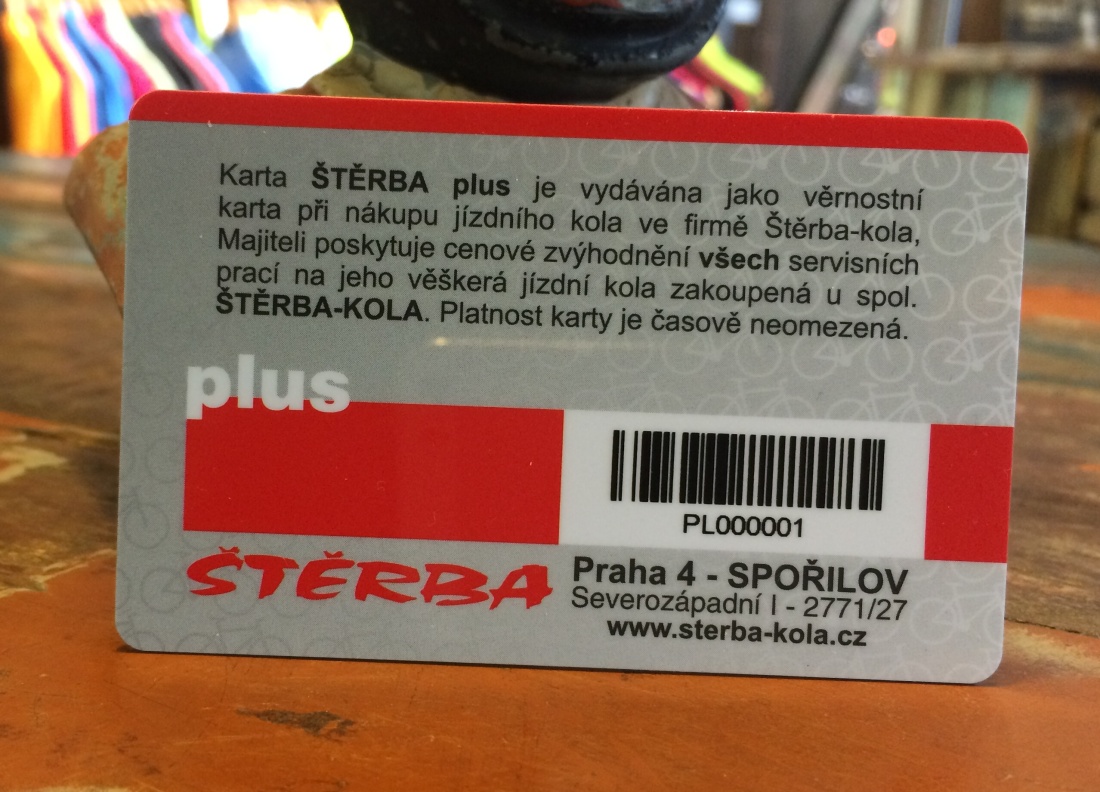 Karta ŠTĚRBA plus je vydávána jako věrnostní
karta při nákupu jízdního kola ve firmě Štěrba-kola,
Majiteli poskytuje cenové zvýhodnění všech servisních
prací na jeho věškerá jízdní kola zakoupená u spol.
ŠTĚRBA-KOLA. Platnost karty je časově neomezená.
plus
PL000001
ŠTĚRBA
Praha 4 - SPOŘILOV
Severozápadní I - 2771/27
www.sterba-kola.cz